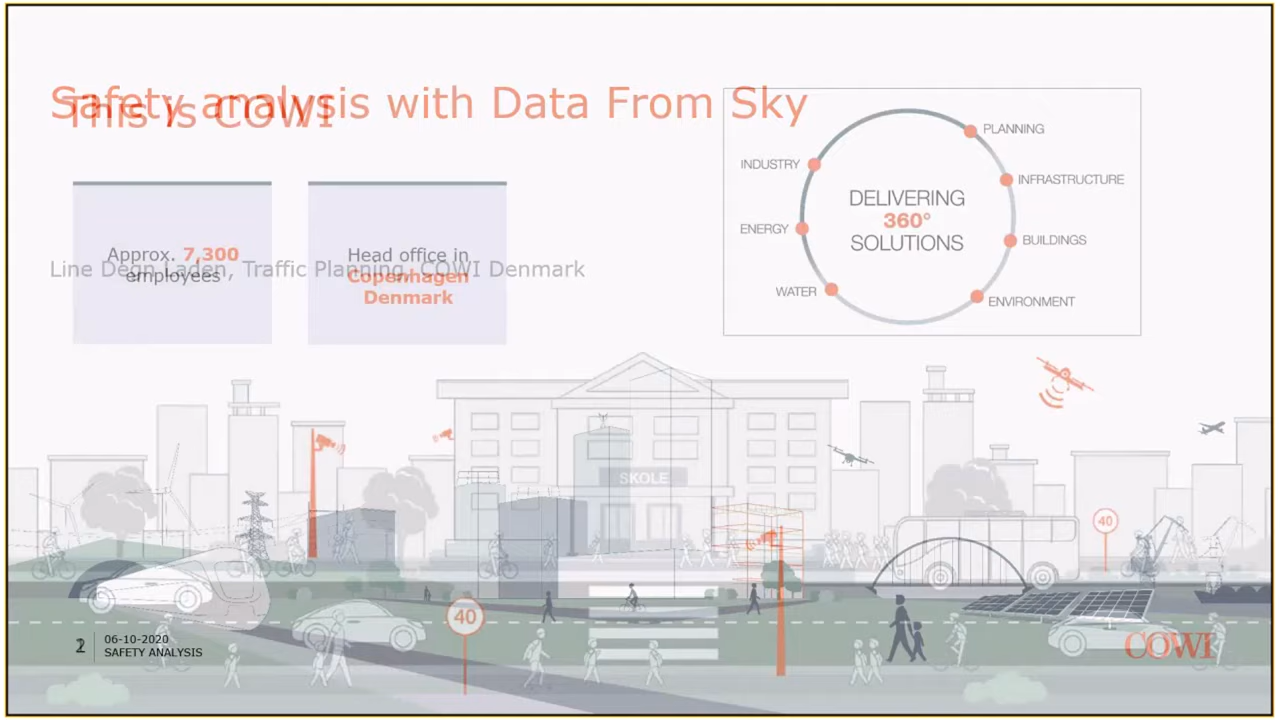 Safety analysis with Data From Sky
This is COWI
Approx. 7,300
employees
Head office in
Copenhagen
Denmark
Line Degn Laden, Traffic Planning, COWI Denmark
PLANNING
INDUSTRY
INFRASTRUCTURE
DELIVERING
360°
SOLUTIONS
ENERGY
BUILDINGS
WATER
ENVIRONMENT
SKOLE
40
40
2
06-10-2020
SAFETY ANALYSIS
COWI